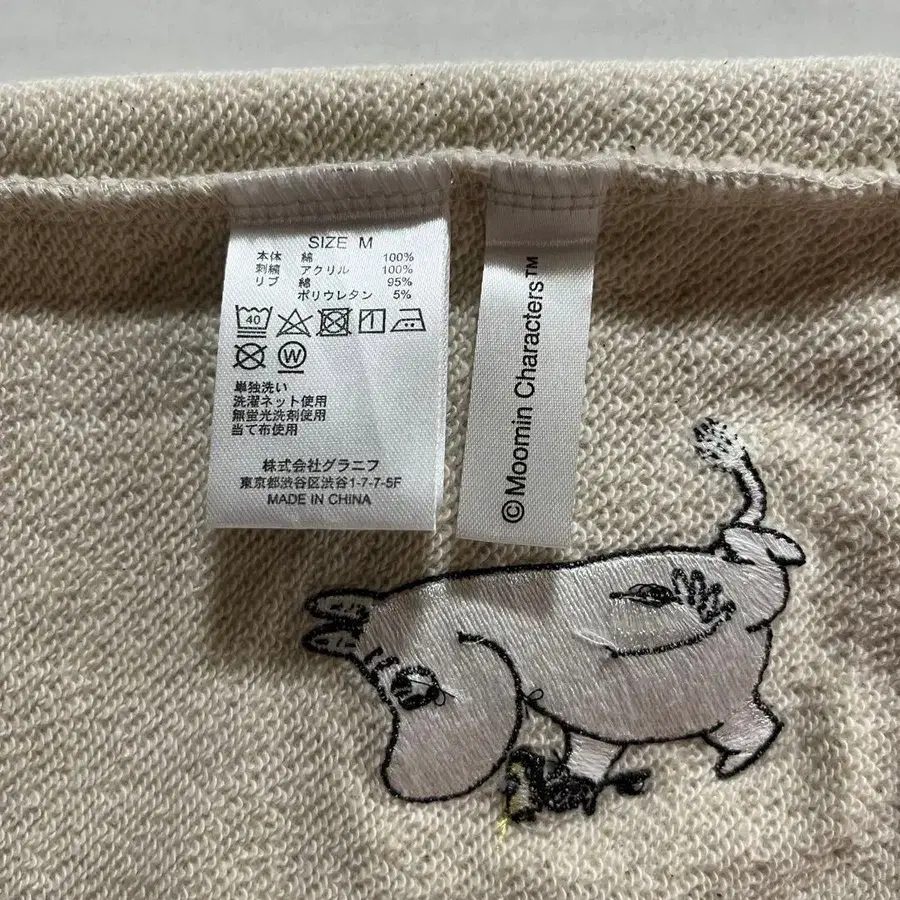 SIZE M
本体 綿 100%
刺繍 アクリル 100%
リブ 綿 95%
ポリウレタン 5%
40
W
単独洗い
洗濯ネット使用
無蛍光洗剤使用
当て布使用
株式会社グラニフ
東京都渋谷区渋谷1-7-7-5F
MADE IN CHINA
©Moomin Characters™